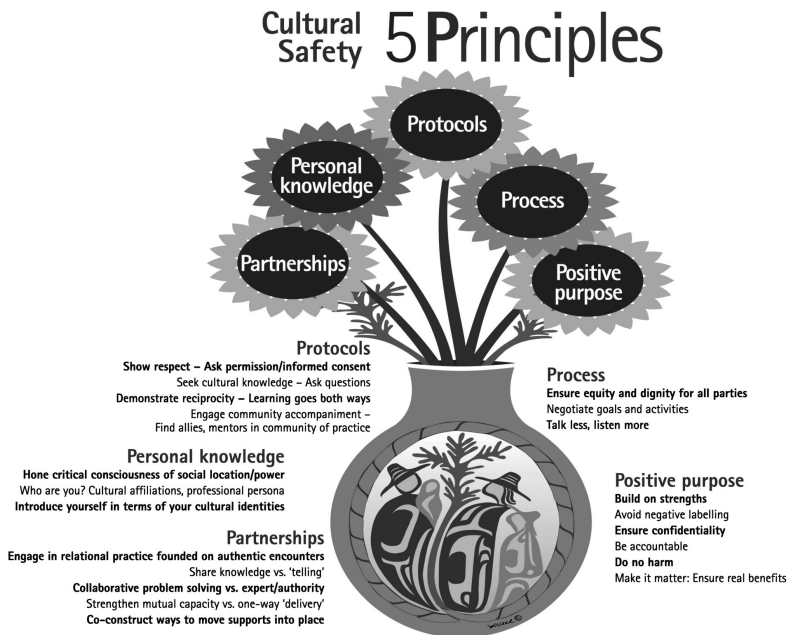 Cultural
Safety
5 Principles
Protocols
Personal
knowledge
Process
Partnerships
Positive
purpose
Protocols
Show respect – Ask permission/informed consent
Seek cultural knowledge – Ask questions
Demonstrate reciprocity – Learning goes both ways
Engage community accompaniment –
Find allies, mentors in community of practice
Personal knowledge
Hone critical consciousness of social location/power
Who are you? Cultural affiliations, professional persona
Introduce yourself in terms of your cultural identities
Partnerships
Engage in relational practice founded on authentic encounters
Share knowledge vs. ‘telling’
Collaborative problem solving vs. expert/authority
Strengthen mutual capacity vs. one-way ‘delivery’
Co-construct ways to move supports into place
Process
Ensure equity and dignity for all parties
Negotiate goals and activities
Talk less, listen more
Positive purpose
Build on strengths
Avoid negative labelling
Ensure confidentiality
Be accountable
Do no harm
Make it matter: Ensure real benefits